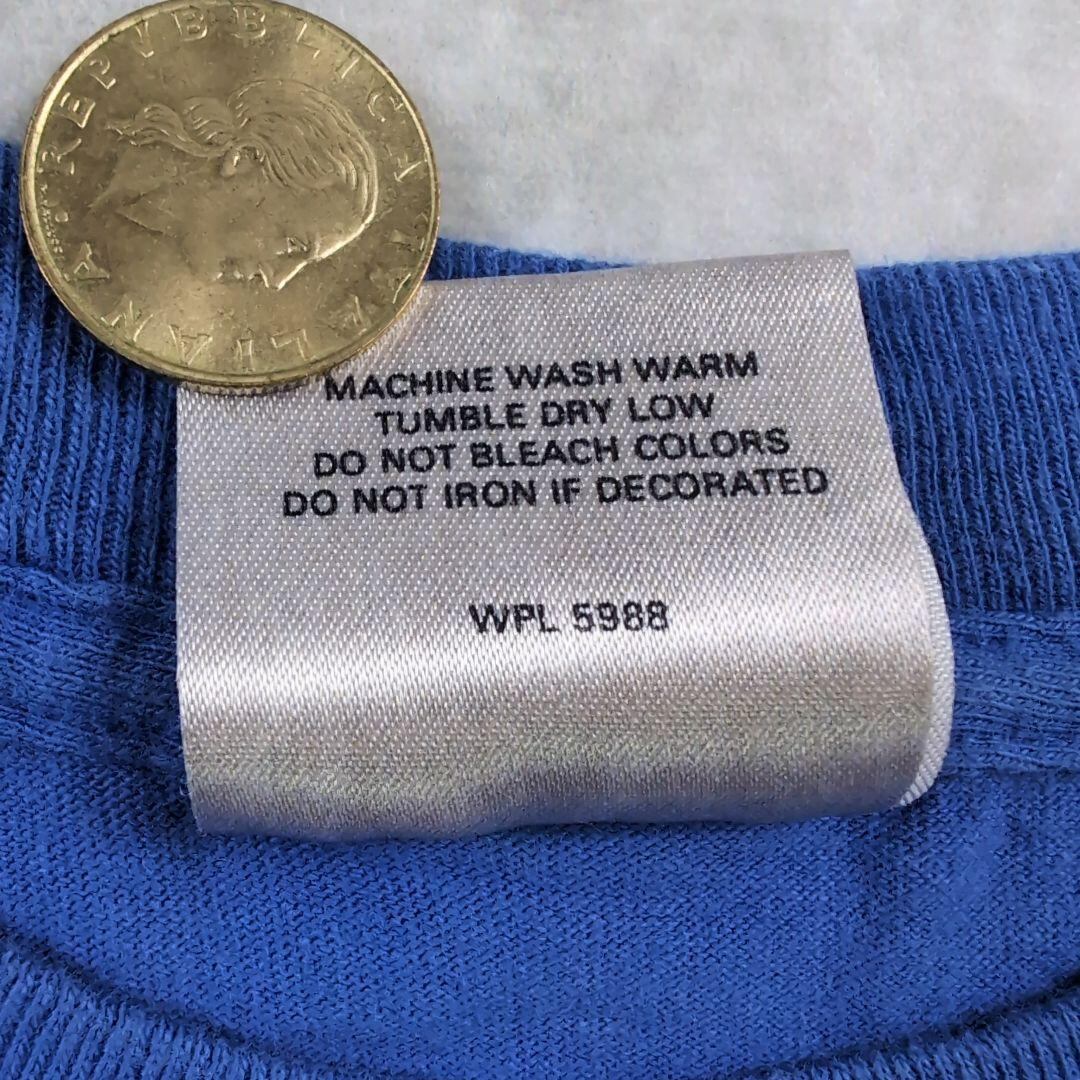 REPVBBLICA ITALIANA
MACHINE WASH WARM
TUMBLE DRY LOW
DO NOT BLEACH COLORS
DO NOT IRON IF DECORATED
WPL 5988